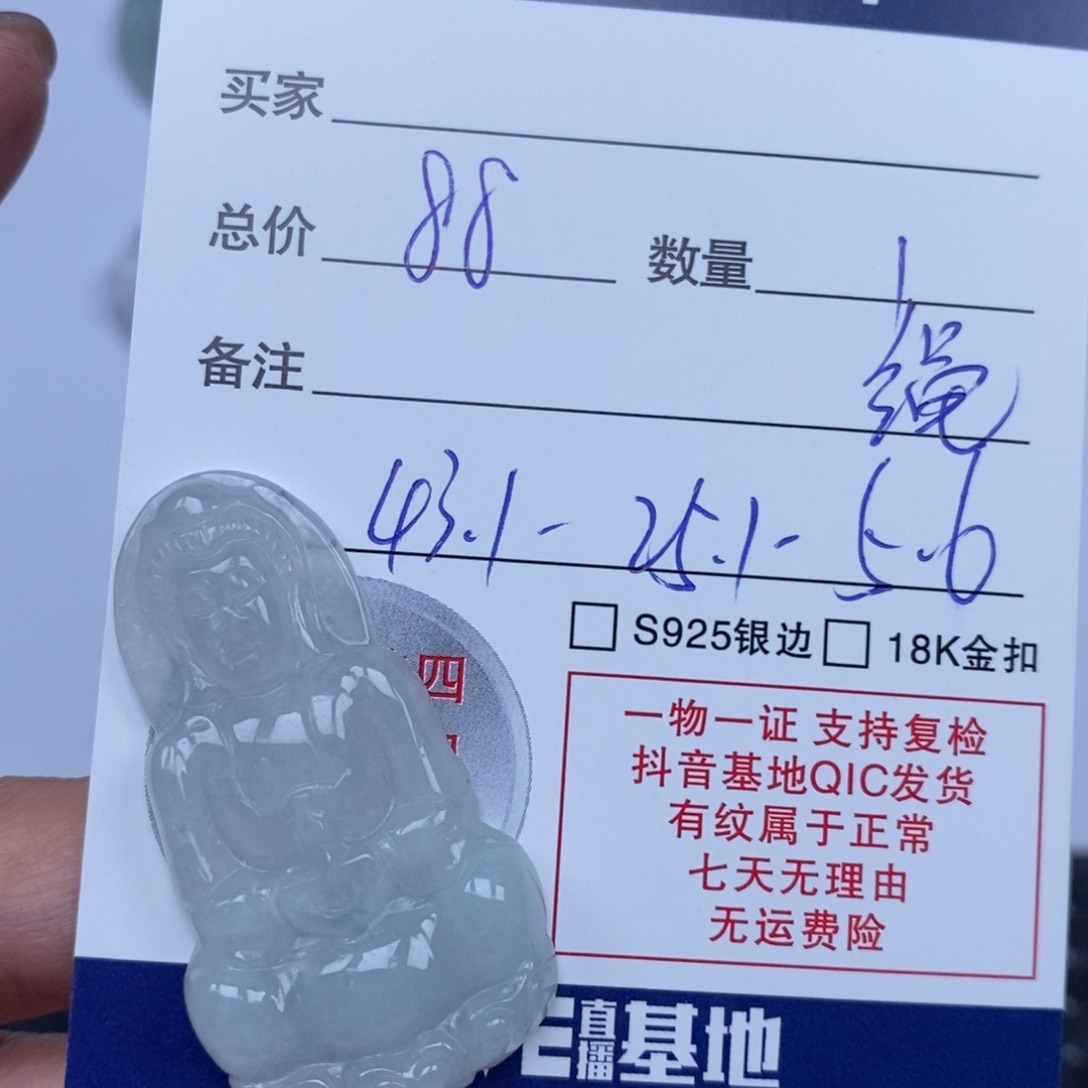 买家
总价 88 数量 1
备注 绳
43.1-25.1-5.6
S925银边 18K金扣
四
一物一证 支持复检
抖音基地QIC发货
有纹属于正常
七天无理由
无运费险
直播基地